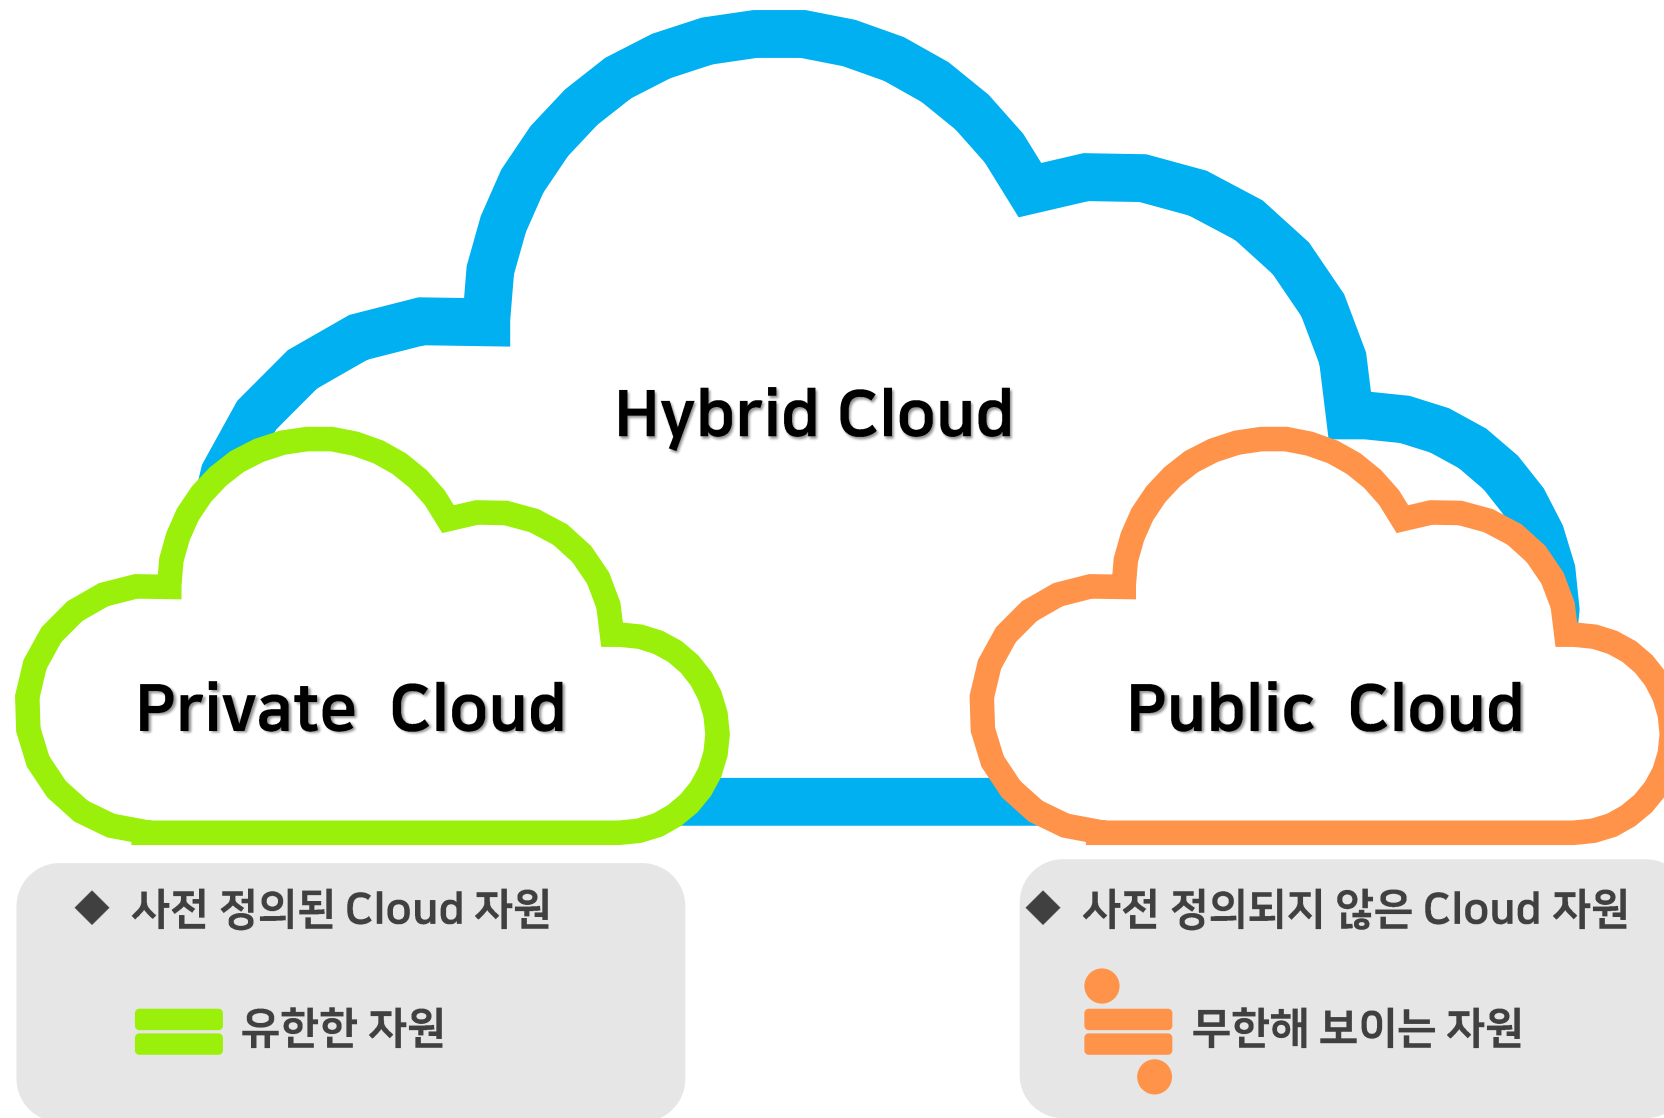 Hybrid Cloud
Private Cloud
Public Cloud
◆ 사전 정의된 Cloud 자원
유한한 자원
◆ 사전 정의되지 않은 Cloud 자원
무한해 보이는 자원